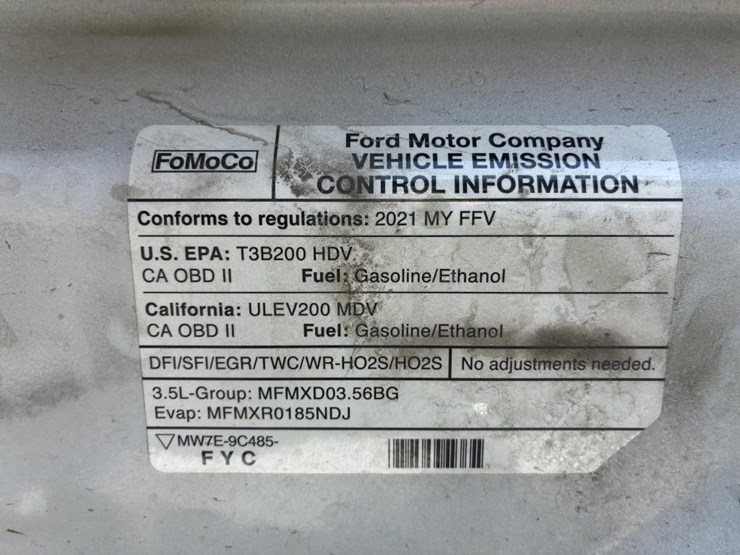 FoMoCo
Ford Motor Company
VEHICLE EMISSION
CONTROL INFORMATION
Conforms to regulations: 2021 MY FFV
U.S. EPA: T3B200 HDV
CA OBD II Fuel: Gasoline/Ethanol
California: ULEV200 MDV
CA OBD II Fuel: Gasoline/Ethanol
DFI/SFI/EGR/TWC/WR-HO2S/HO2S No adjustments needed.
3.5L-Group: MFMXD03.56BG
Evap: MFMXR0185NDJ
MW7E-9C485-
FYC